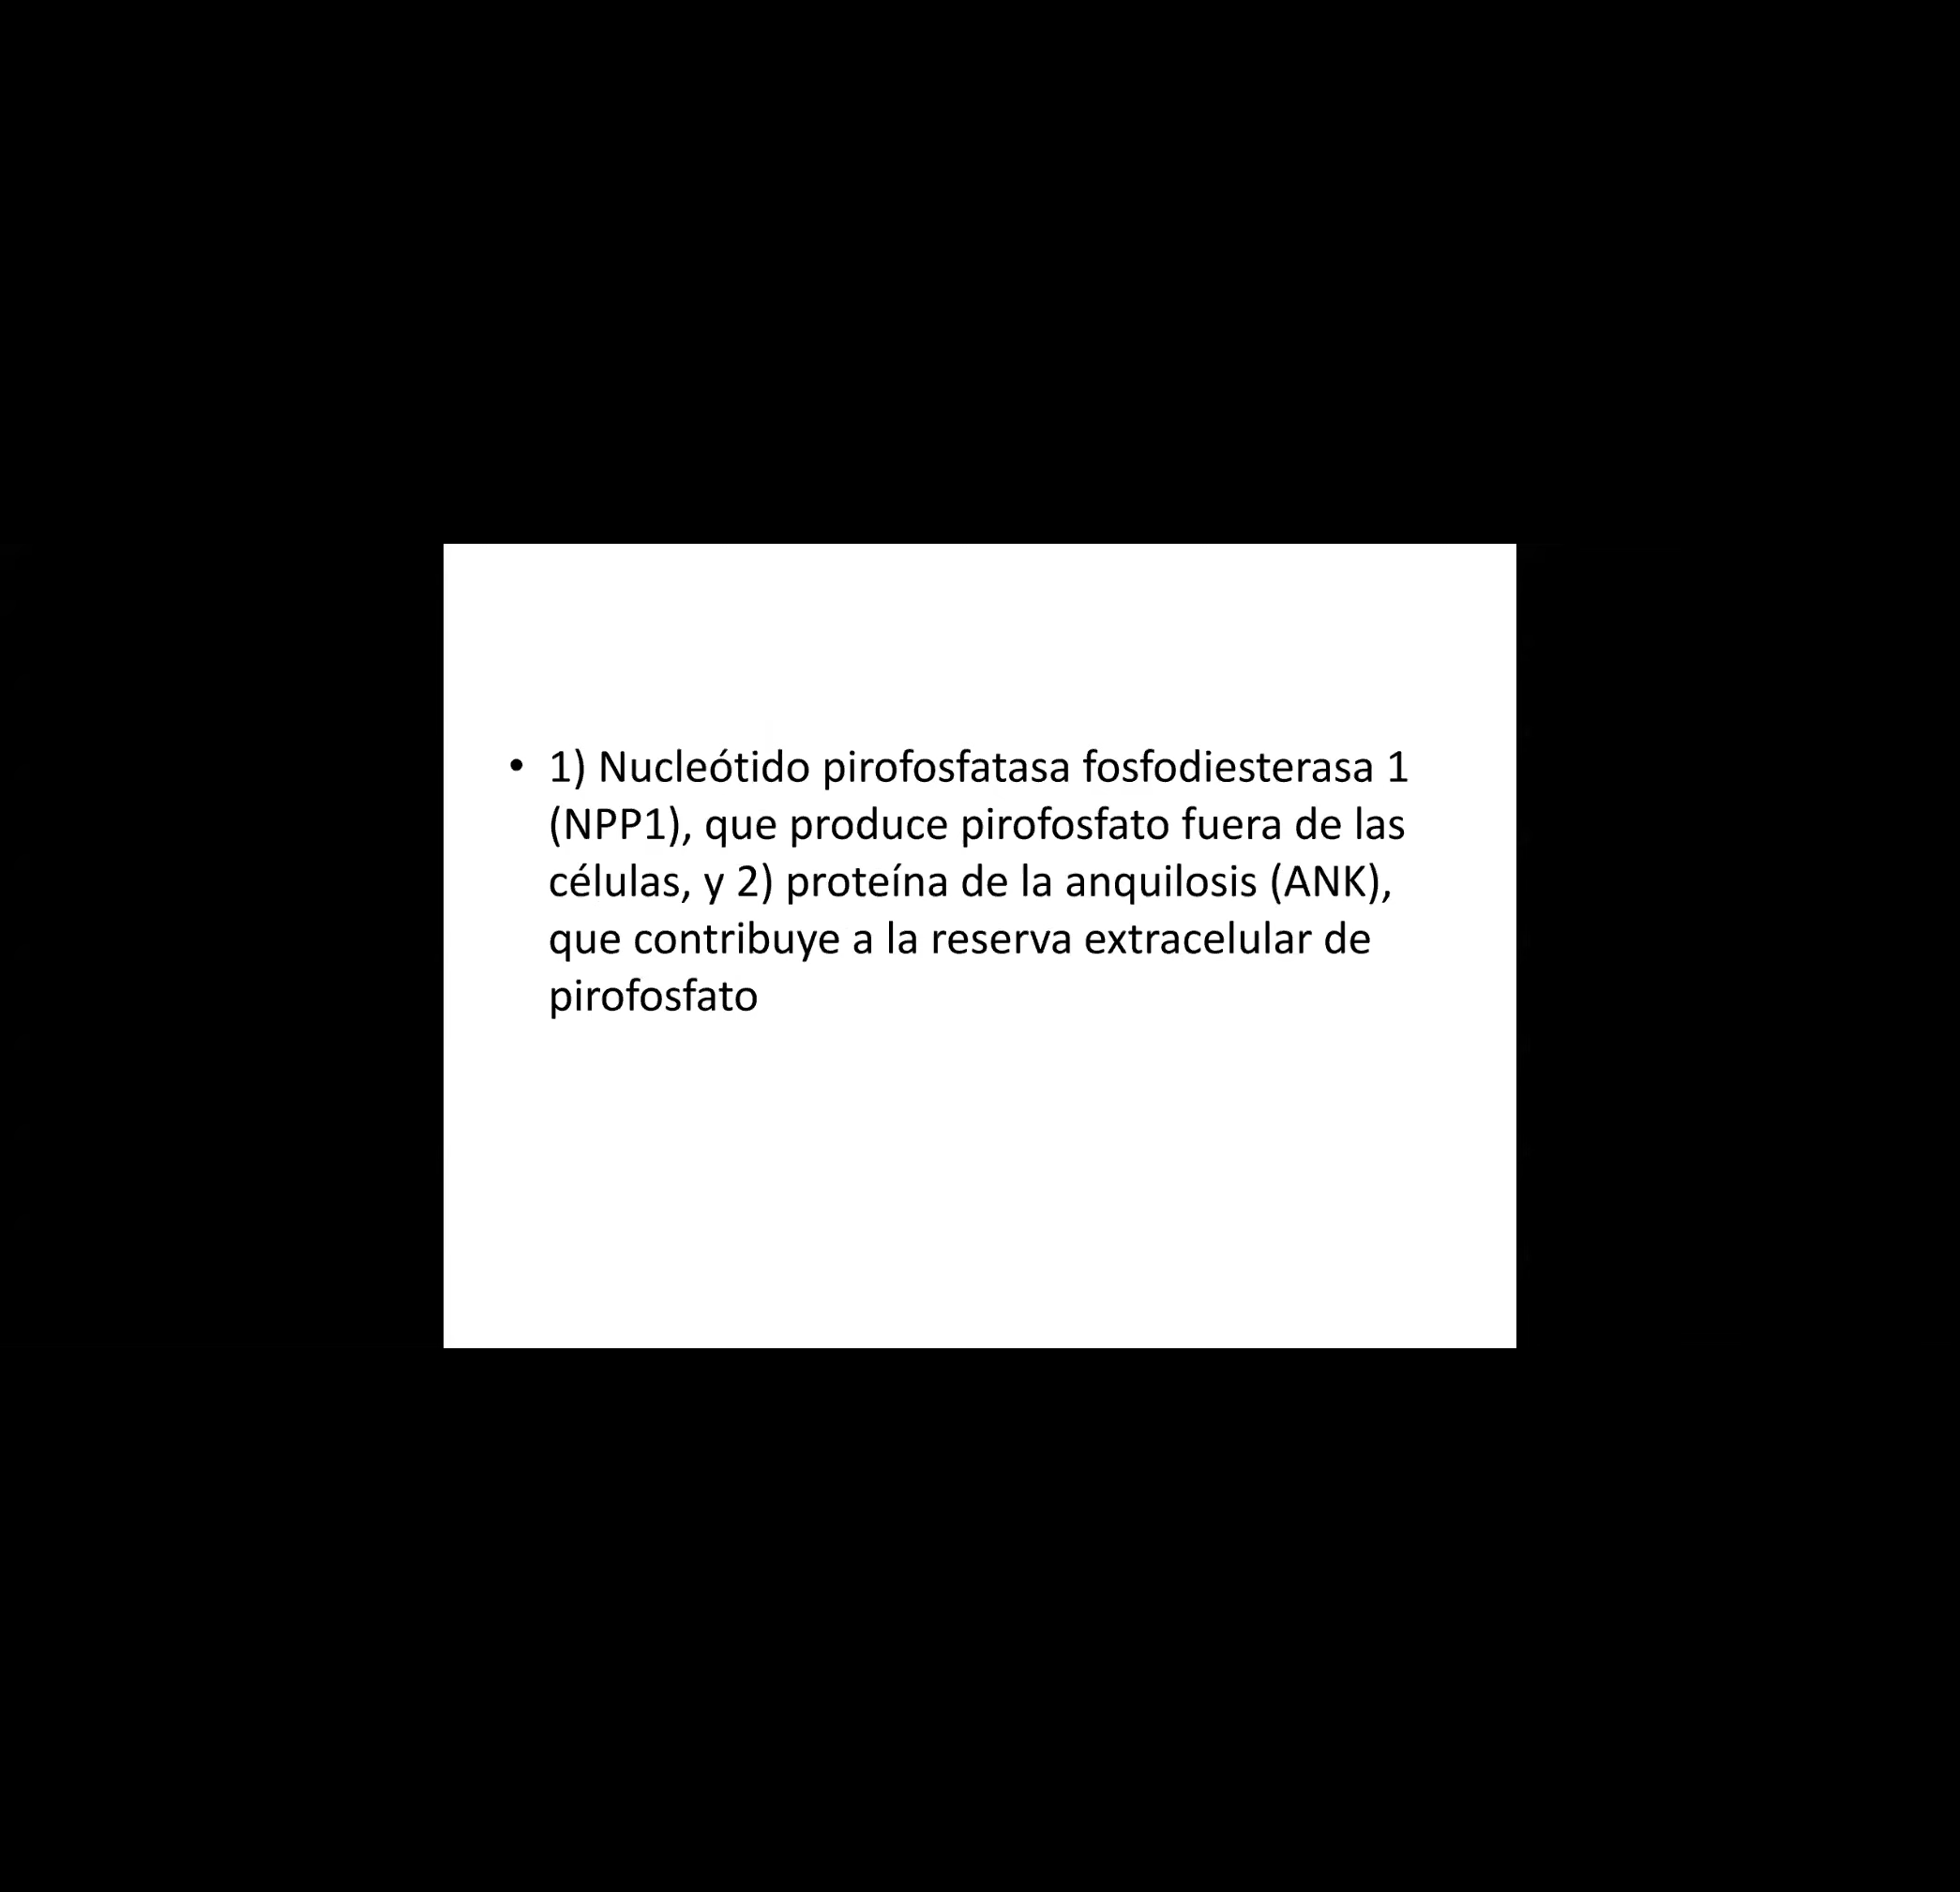 • 1) Nucleótido pirofosfatasa fosfodiesterasa 1
(NPP1), que produce pirofosfato fuera de las
células, y 2) proteína de la anquilosis (ANK),
que contribuye a la reserva extracelular de
pirofosfato